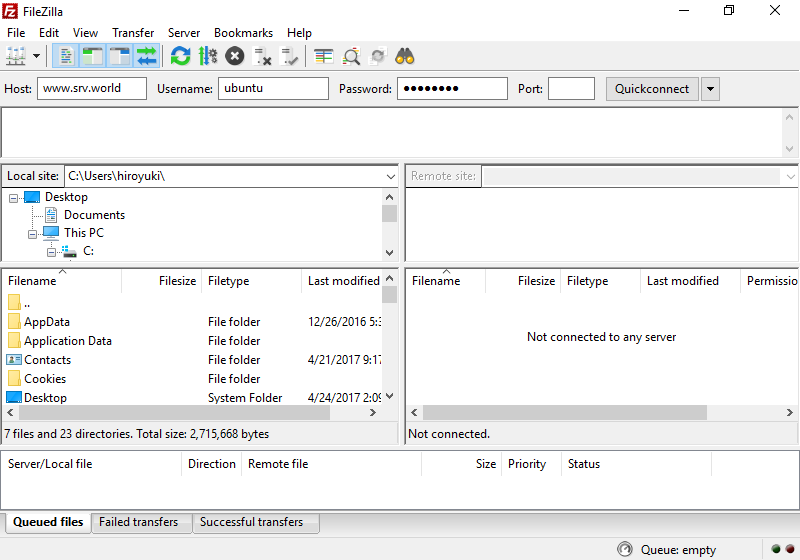 FileZilla
File Edit View Transfer Server Bookmarks Help
Host: www.srv.world Username: ubuntu Password: ●●●●●●●● Port: Quickconnect
Local site: C:\Users\hiroyuki\
Remote site:
Desktop
Documents
This PC
C:
Filename Filesize Filetype Last modified
..
AppData File folder 12/26/2016 5:3
Application Data File folder
Contacts File folder 4/21/2017 9:17
Cookies File folder
Desktop System Folder 4/24/2017 2:09
7 files and 23 directories. Total size: 2,715,668 bytes
Filename Filesize Filetype Last modified Permissio
Not connected to any server
Not connected.
Server/Local file Direction Remote file Size Priority Status
Queued files Failed transfers Successful transfers
Queue: empty